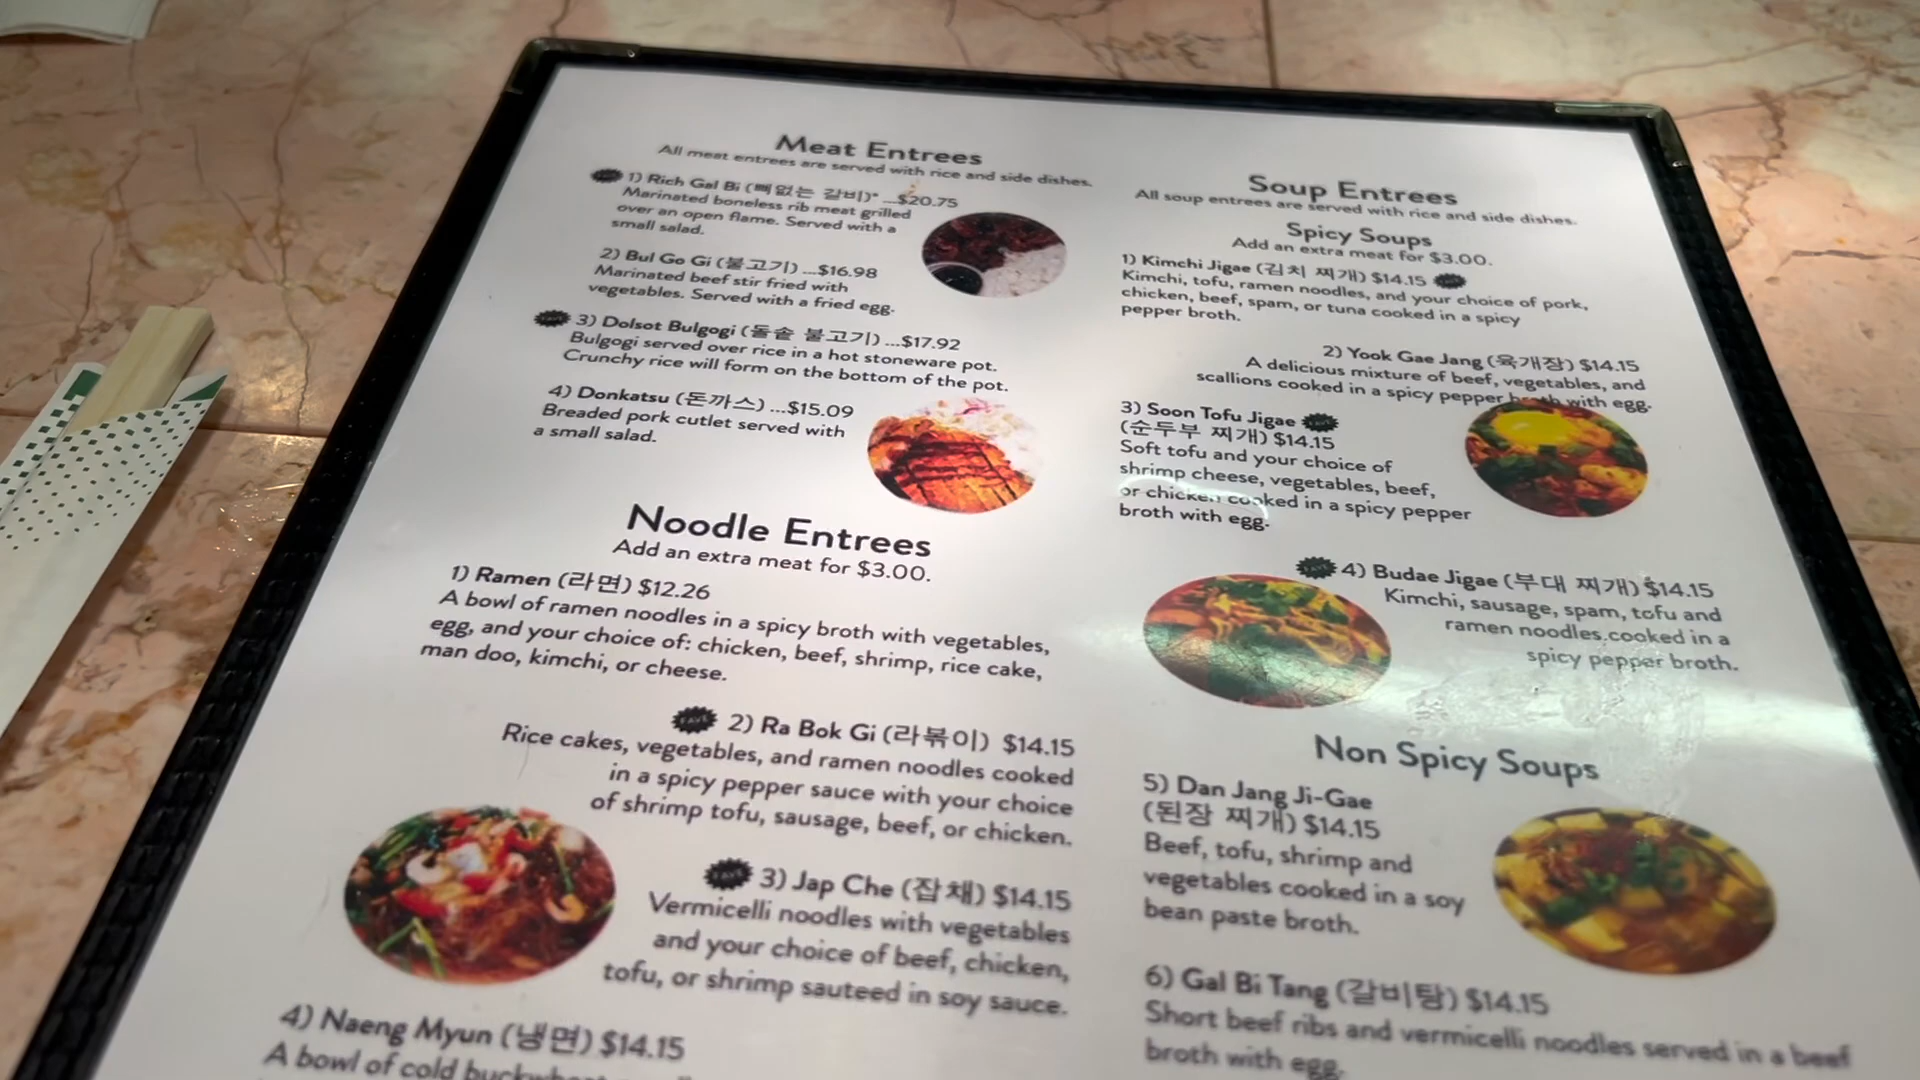 Meat Entrees
All meat entrees are served with rice and side dishes.
1) Rich Gal Bi (뼈없는 갈비)* ...$20.75
Marinated boneless rib meat grilled
over an open flame. Served with a
small salad.
2) Bul Go Gi (불고기) ...$16.98
Marinated beef stir fried with
vegetables. Served with a fried egg.
3) Dolsot Bulgogi (돌솥 불고기) ...$17.92
Bulgogi served over rice in a hot stoneware pot.
Crunchy rice will form on the bottom of the pot.
4) Donkatsu (돈까스) ...$15.09
Breaded pork cutlet served with
a small salad.
Noodle Entrees
Add an extra meat for $3.00.
1) Ramen (라면) $12.26
A bowl of ramen noodles in a spicy broth with vegetables,
egg, and your choice of: chicken, beef, shrimp, rice cake,
man doo, kimchi, or cheese.
2) Ra Bok Gi (라볶이) $14.15
Rice cakes, vegetables, and ramen noodles cooked
in a spicy pepper sauce with your choice
of shrimp tofu, sausage, beef, or chicken.
3) Jap Che (잡채) $14.15
Vermicelli noodles with vegetables
and your choice of beef, chicken,
tofu, or shrimp sauteed in soy sauce.
4) Naeng Myun (냉면) $14.15
A bowl of cold
Soup Entrees
All soup entrees are served with rice and side dishes.
Spicy Soups
Add an extra meat for $3.00.
1) Kimchi Jigae (김치 찌개) $14.15
Kimchi, tofu, ramen noodles, and your choice of pork,
chicken, beef, spam, or tuna cooked in a spicy
pepper broth.
2) Yook Gae Jang (육개장) $14.15
A delicious mixture of beef, vegetables, and
scallions cooked in a spicy pepper broth with egg.
3) Soon Tofu Jigae
(순두부 찌개) $14.15
Soft tofu and your choice of
shrimp cheese, vegetables, beef,
or chicken cooked in a spicy pepper
broth with egg.
4) Budae Jigae (부대 찌개) $14.15
Kimchi, sausage, spam, tofu and
ramen noodles cooked in a
spicy pepper broth.
Non Spicy Soups
5) Dan Jang Ji-Gae
(된장 찌개) $14.15
Beef, tofu, shrimp and
vegetables cooked in a soy
bean paste broth.
6) Gal Bi Tang (갈비탕) $14.15
Short beef ribs and vermicelli noodles served in a beef
broth with egg.